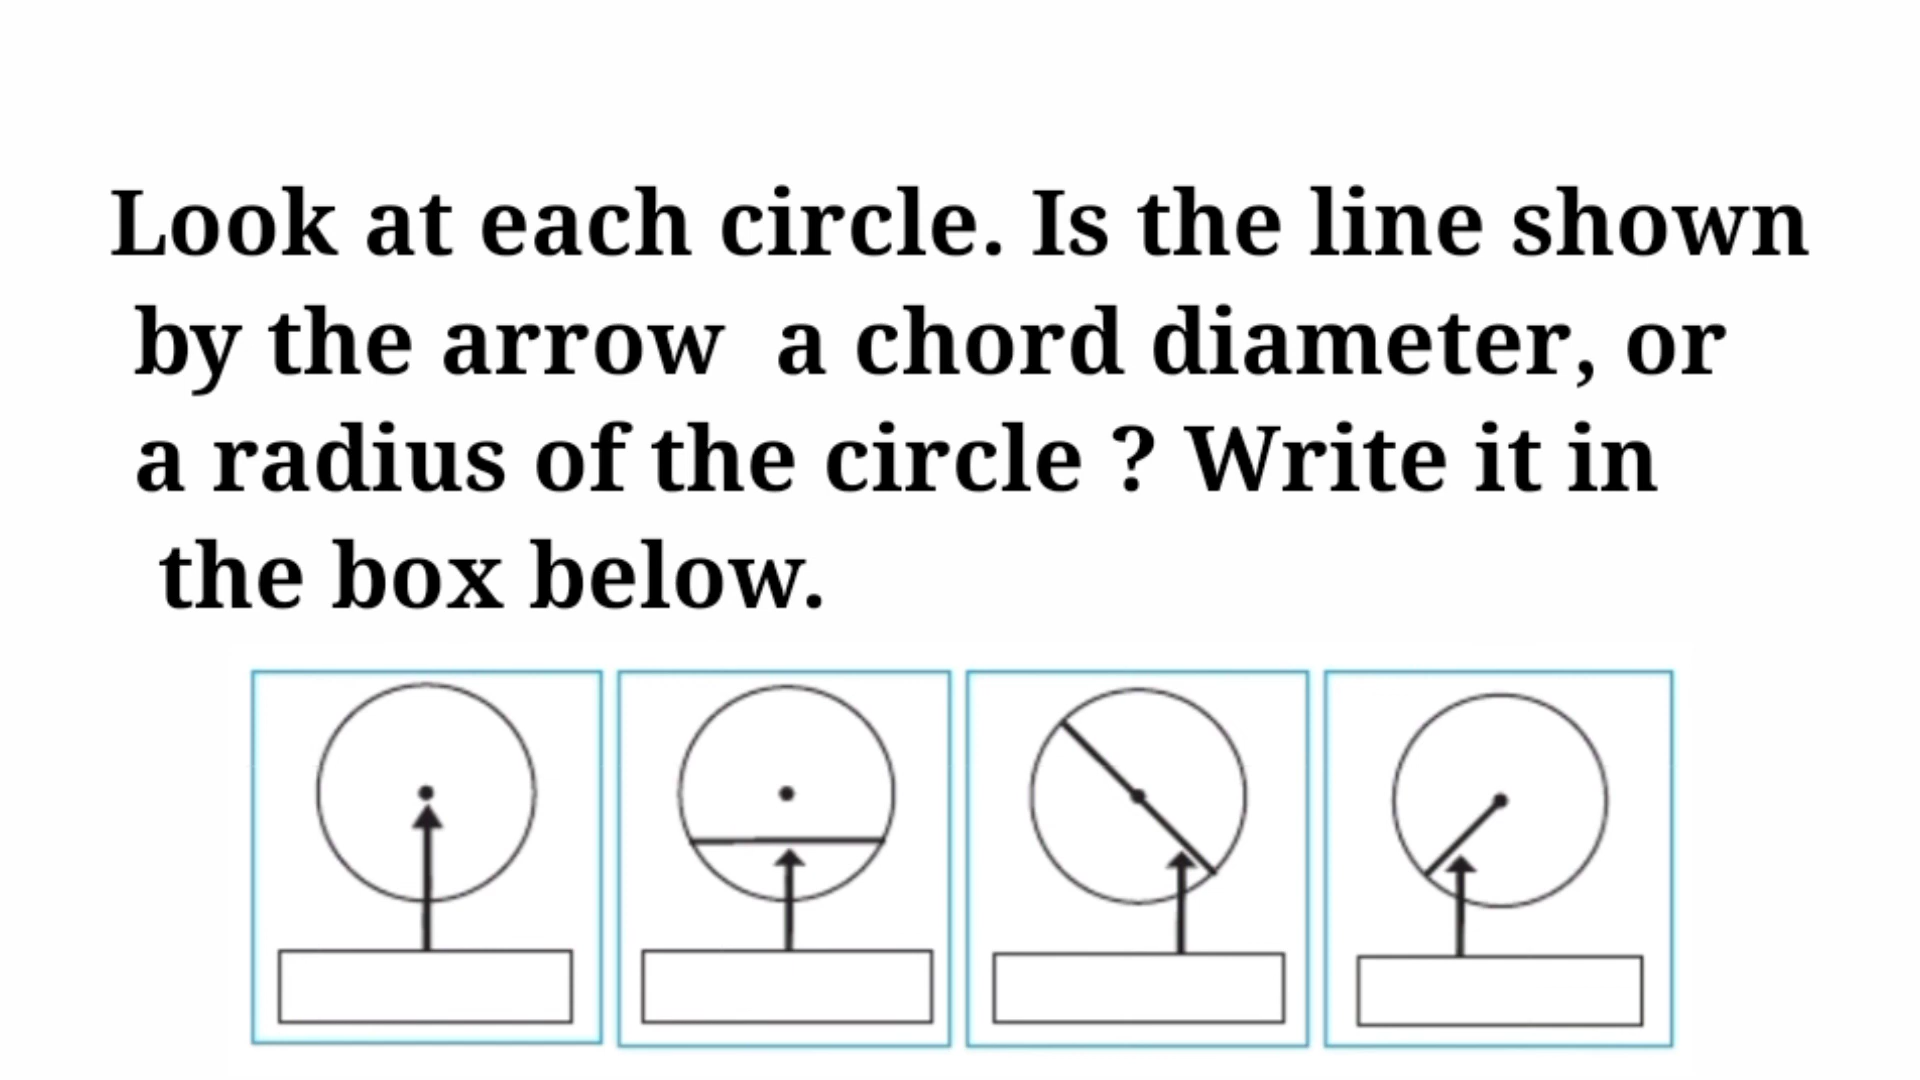 Look at each circle. Is the line shown
by the arrow a chord diameter, or
a radius of the circle ? Write it in
the box below.